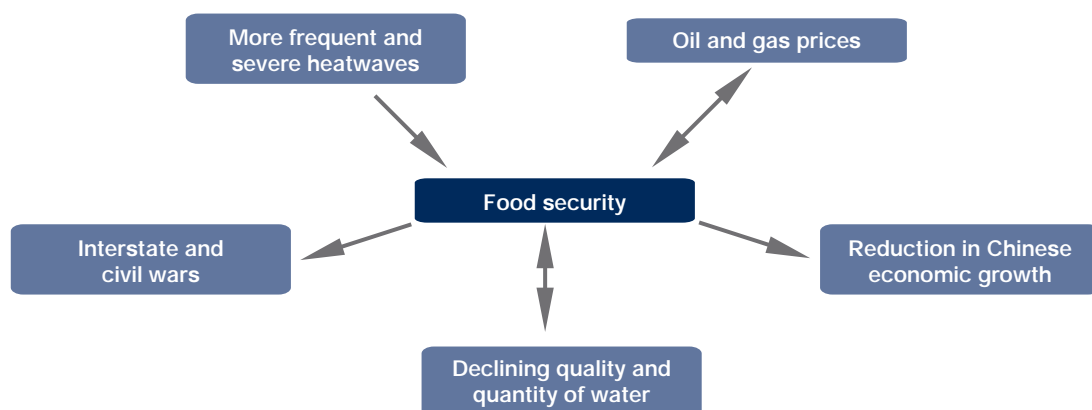 More frequent and
severe heatwaves
Oil and gas prices
Food security
Interstate and
civil wars
Reduction in Chinese
economic growth
Declining quality and
quantity of water